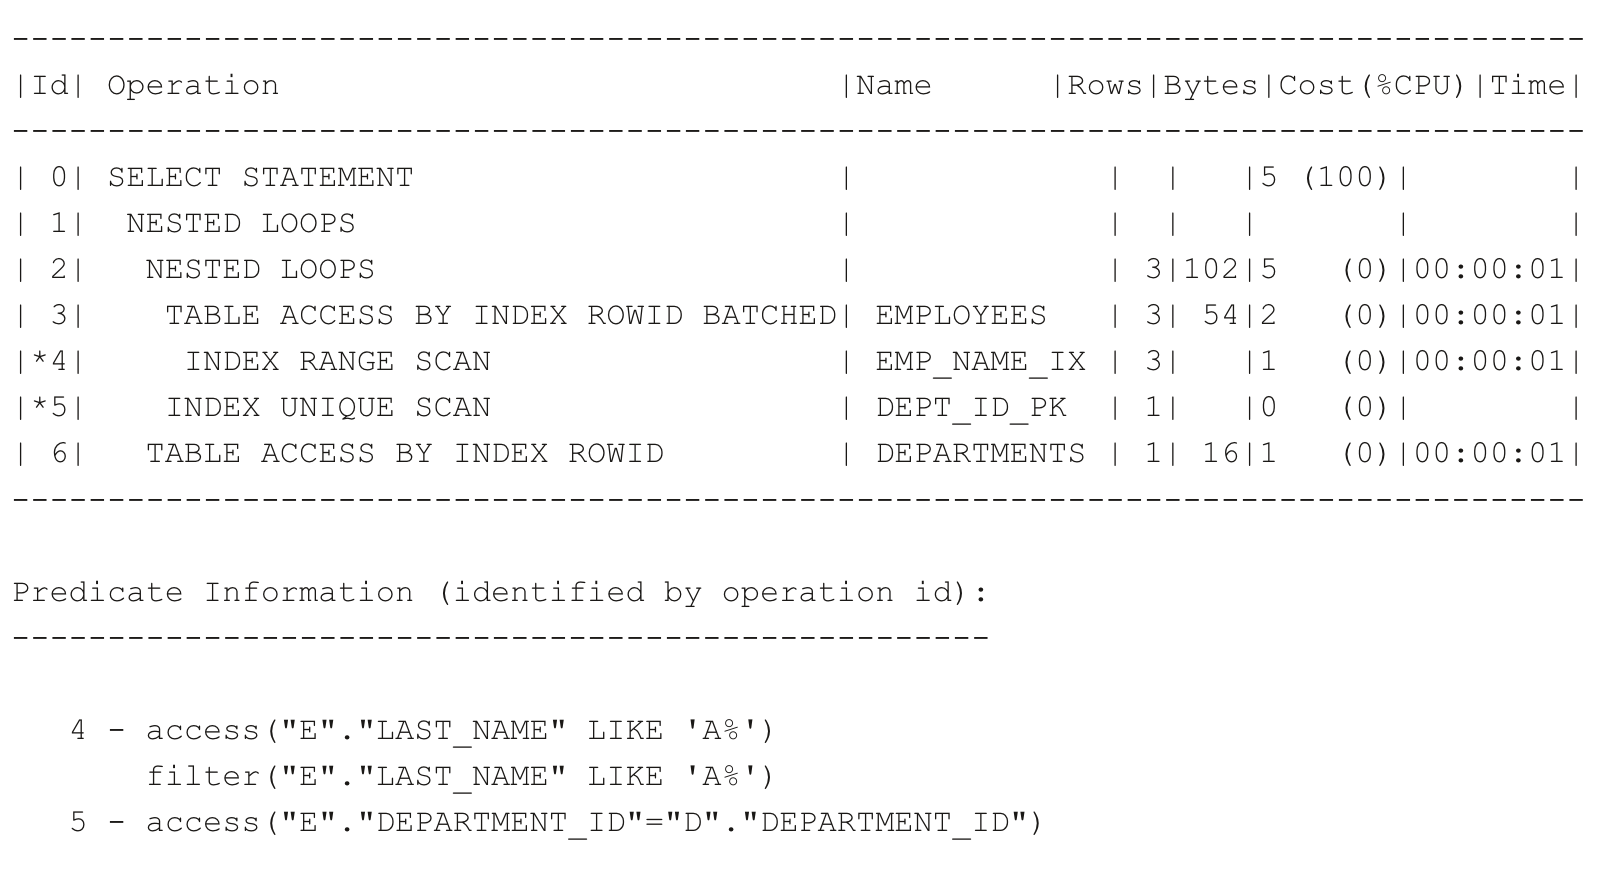 -----------------------------------------------------------------------------------
|Id| Operation                             |Name      |Rows|Bytes|Cost(%CPU)|Time|
-----------------------------------------------------------------------------------
| 0| SELECT STATEMENT                      |             |  |   |5 (100)|        |
| 1|  NESTED LOOPS                         |             |  |   |       |        |
| 2|   NESTED LOOPS                        |             | 3|102|5   (0)|00:00:01|
| 3|    TABLE ACCESS BY INDEX ROWID BATCHED| EMPLOYEES   | 3| 54|2   (0)|00:00:01|
|*4|     INDEX RANGE SCAN                  | EMP_NAME_IX | 3|   |1   (0)|00:00:01|
|*5|    INDEX UNIQUE SCAN                  | DEPT_ID_PK  | 1|   |0   (0)|        |
| 6|   TABLE ACCESS BY INDEX ROWID         | DEPARTMENTS | 1| 16|1   (0)|00:00:01|
-----------------------------------------------------------------------------------
Predicate Information (identified by operation id):
---------------------------------------------------
   4 - access("E"."LAST_NAME" LIKE 'A%')
       filter("E"."LAST_NAME" LIKE 'A%')
   5 - access("E"."DEPARTMENT_ID"="D"."DEPARTMENT_ID")